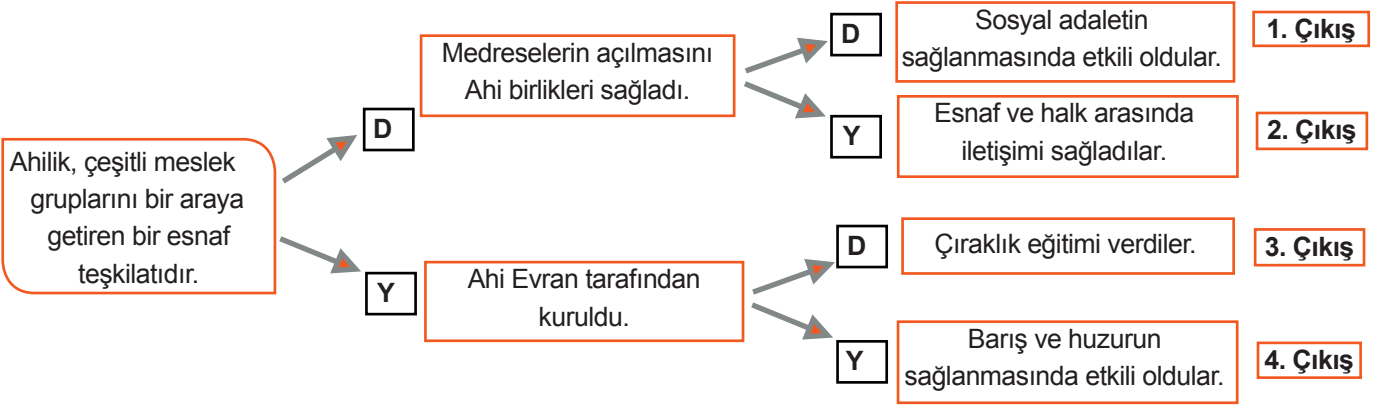 Ahilik, çeşitli meslek
gruplarını bir araya
getiren bir esnaf
teşkilatıdır.
D
Medreselerin açılmasını
Ahi birlikleri sağladı.
D
Sosyal adaletin
sağlanmasında etkili oldular.
1. Çıkış
Y
Esnaf ve halk arasında
iletişimi sağladılar.
2. Çıkış
Y
Ahi Evran tarafından
kuruldu.
D
Çıraklık eğitimi verdiler.
3. Çıkış
Y
Barış ve huzurun
sağlanmasında etkili oldular.
4. Çıkış